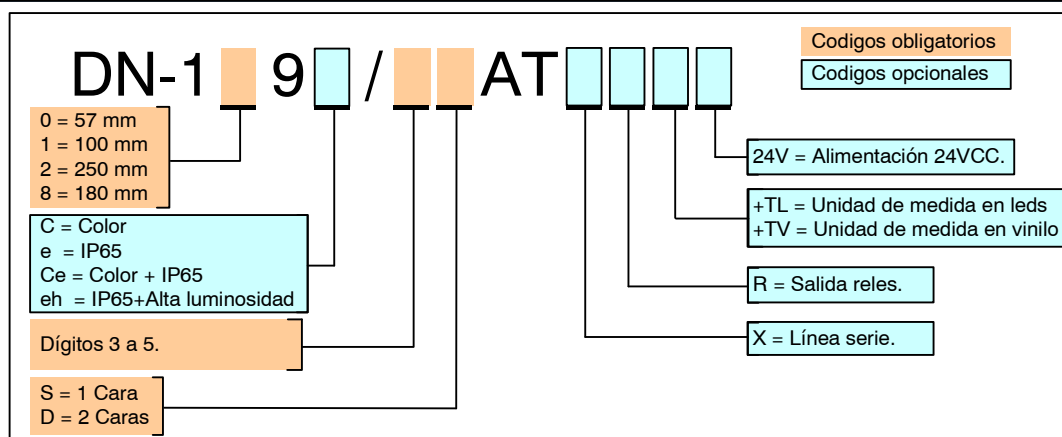 Codigos obligatorios
Codigos opcionales
DN-1 9 / AT
0 = 57 mm
1 = 100 mm
2 = 250 mm
8 = 180 mm
C = Color
e = IP65
Ce = Color + IP65
eh = IP65+Alta luminosidad
Dígitos 3 a 5.
S = 1 Cara
D = 2 Caras
24V = Alimentación 24VCC.
+TL = Unidad de medida en leds
+TV = Unidad de medida en vinilo
R = Salida reles.
X = Línea serie.